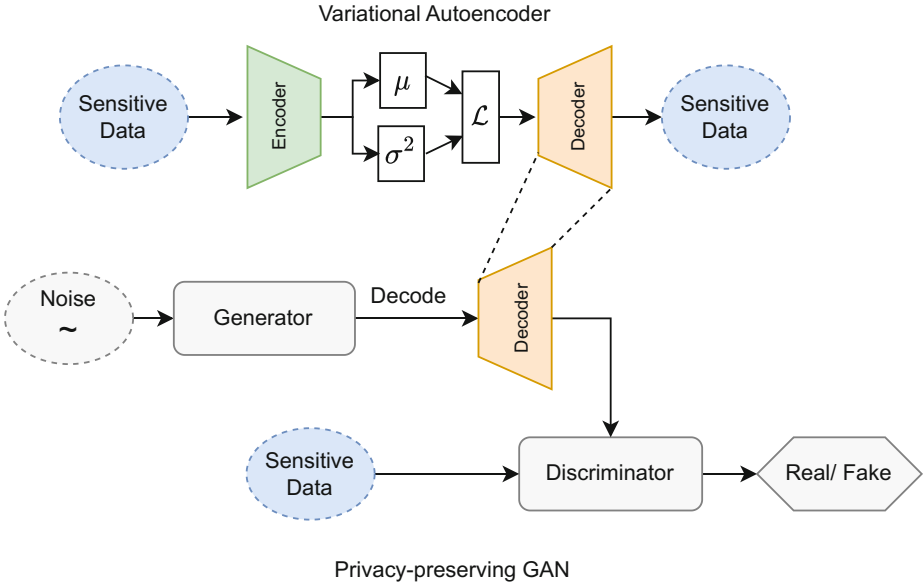 Variational Autoencoder
Sensitive
Data
Encoder
μ
σ²
ℒ
Decoder
Sensitive
Data
Noise
~
Generator
Decode
Decoder
Sensitive
Data
Discriminator
Real/ Fake
Privacy-preserving GAN